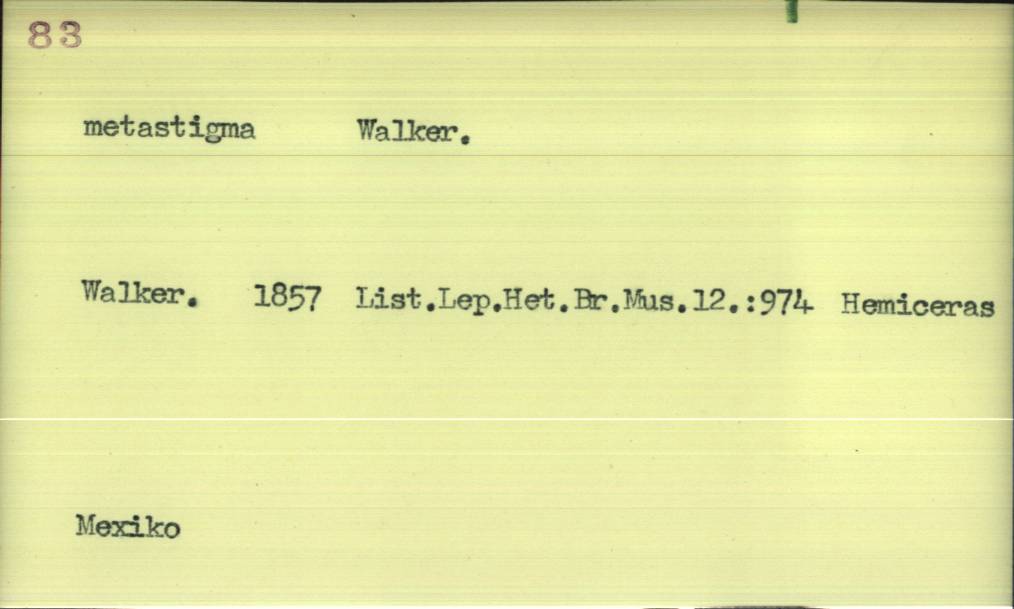 83
metastigma Walker.
Walker. 1857 List.Lep.Het.Br.Mus.12.:974 Hemiceras
Mexiko